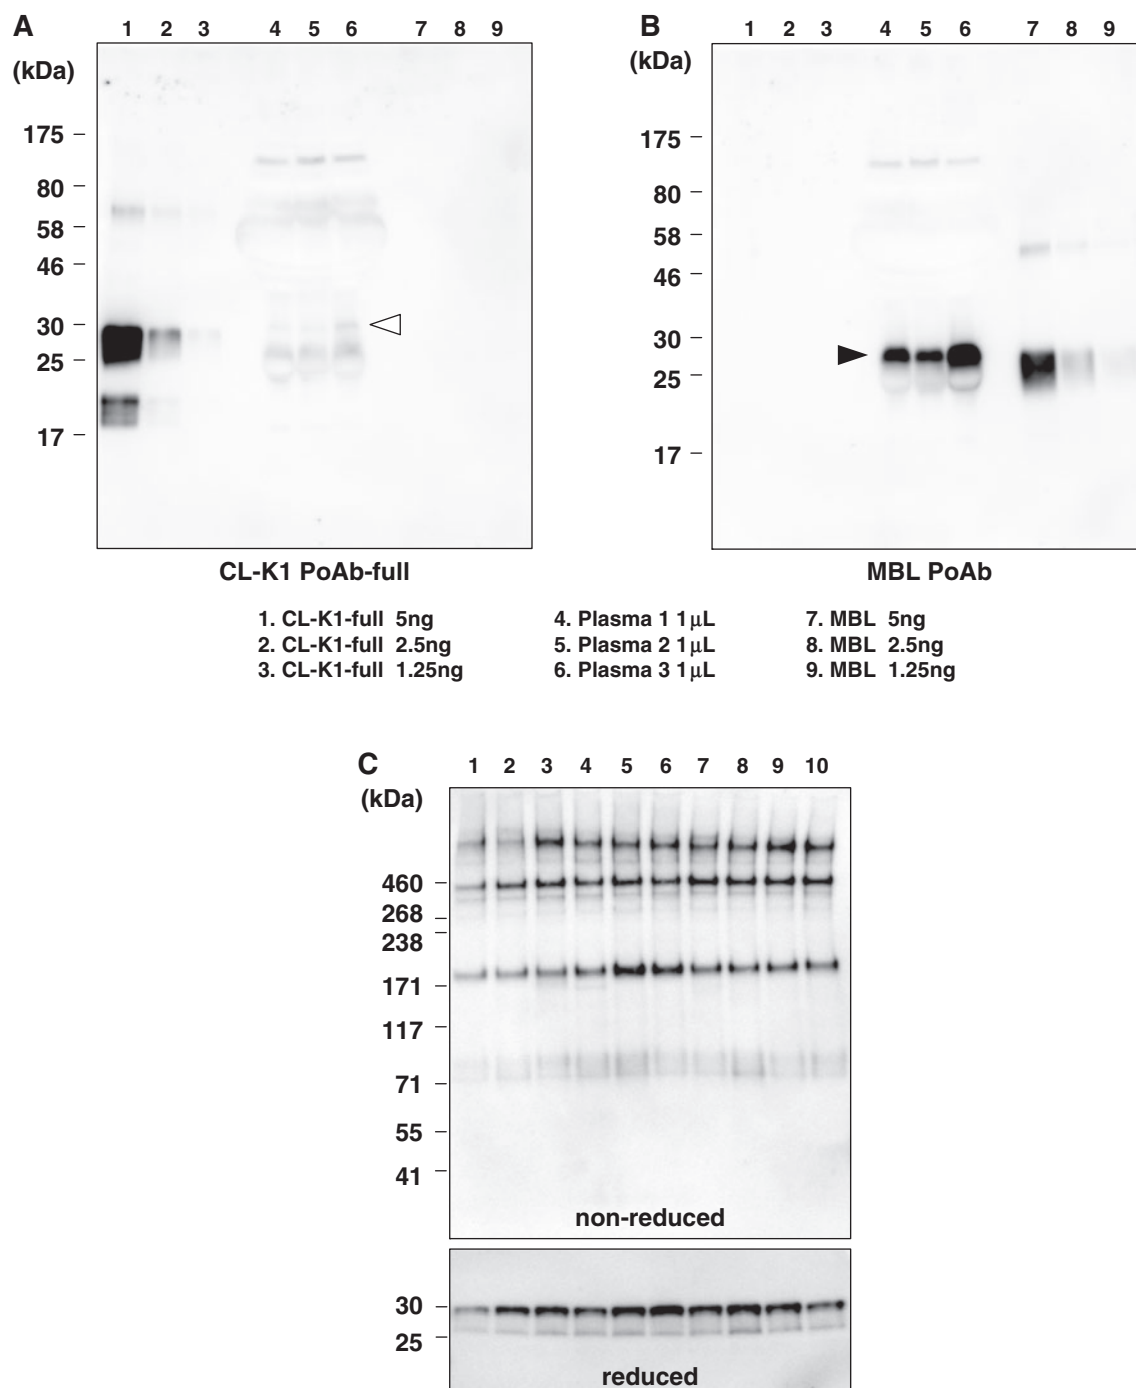 A 1 2 3 4 5 6 7 8 9
(kDa)
175
80
58
46
30
25
17
CL-K1 PoAb-full
B 1 2 3 4 5 6 7 8 9
(kDa)
175
80
58
46
30
25
17
MBL PoAb
1. CL-K1-full 5ng
2. CL-K1-full 2.5ng
3. CL-K1-full 1.25ng
4. Plasma 1 1μL
5. Plasma 2 1μL
6. Plasma 3 1μL
7. MBL 5ng
8. MBL 2.5ng
9. MBL 1.25ng
C 1 2 3 4 5 6 7 8 9 10
(kDa)
460
268
238
171
117
71
55
41
non-reduced
30
25
reduced